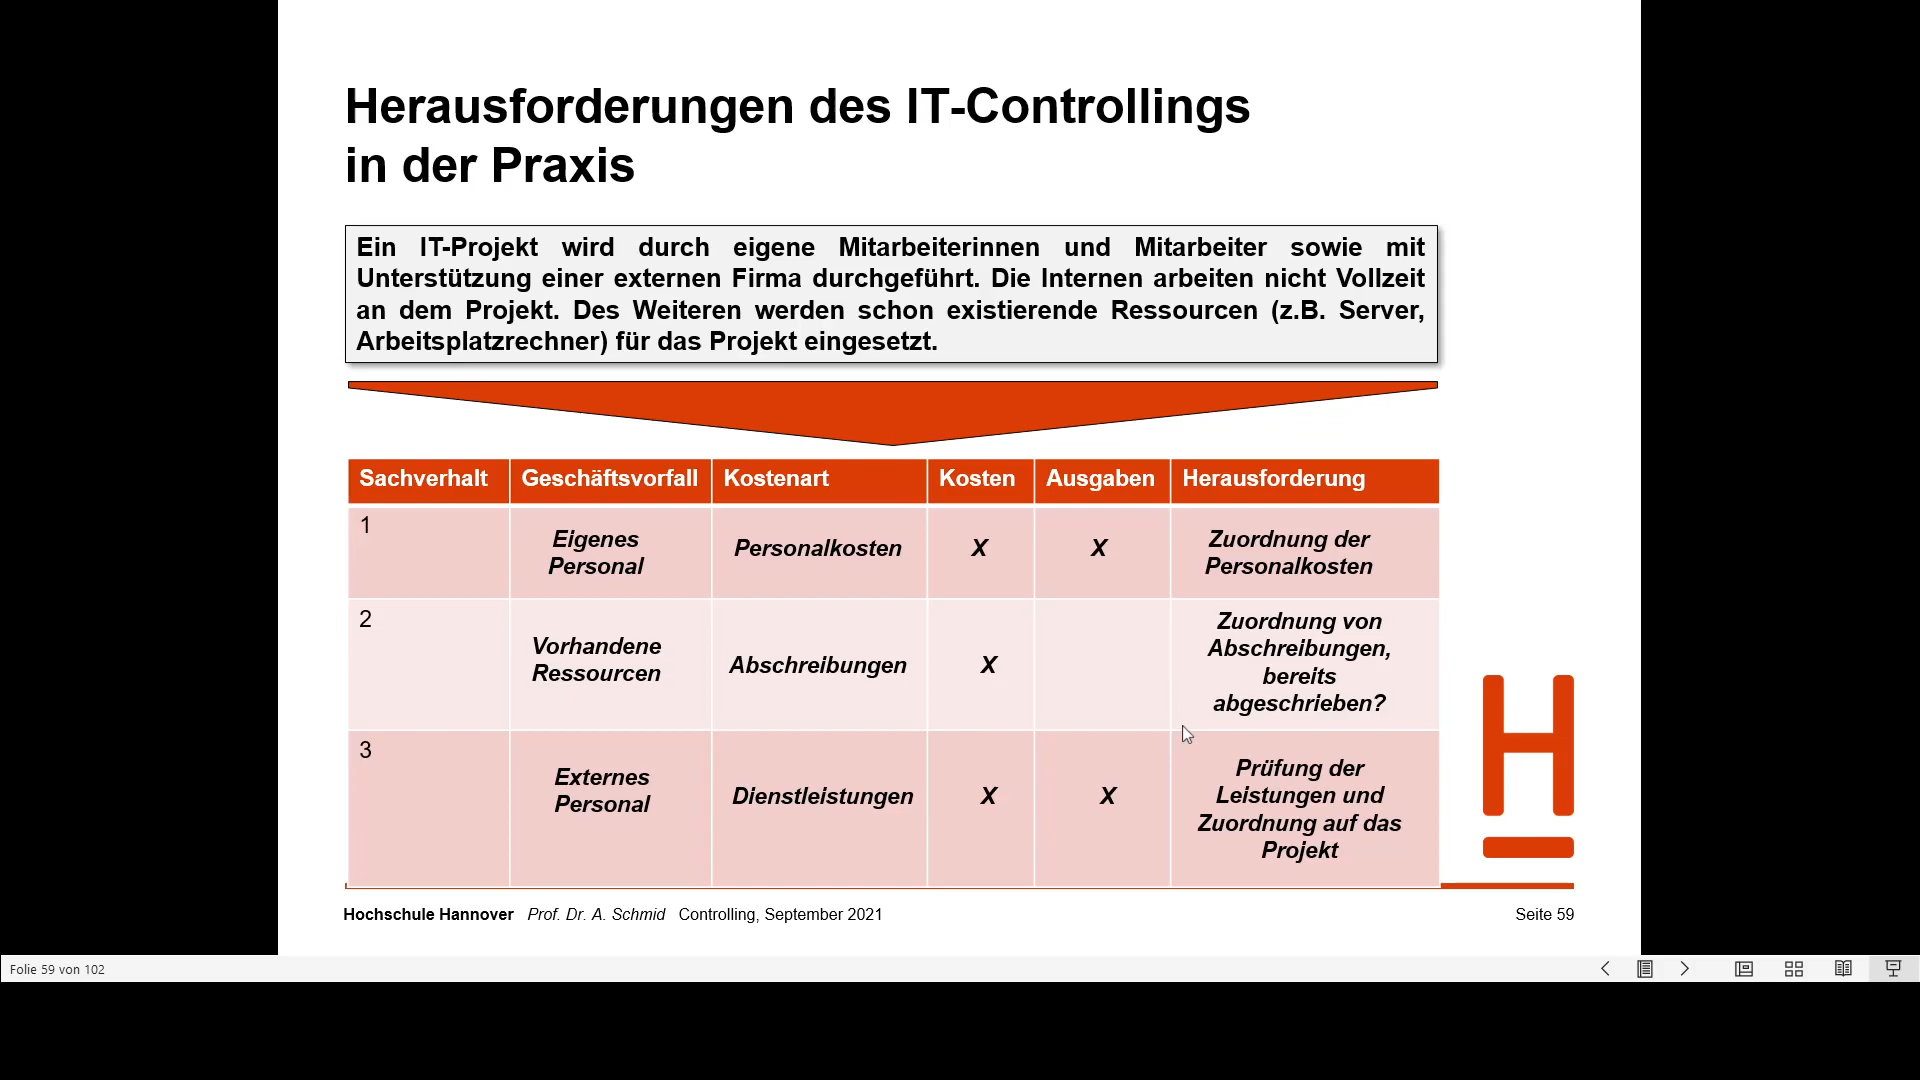 Herausforderungen des IT-Controllings
in der Praxis
Ein IT-Projekt wird durch eigene Mitarbeiterinnen und Mitarbeiter sowie mit
Unterstützung einer externen Firma durchgeführt. Die Internen arbeiten nicht Vollzeit
an dem Projekt. Des Weiteren werden schon existierende Ressourcen (z.B. Server,
Arbeitsplatzrechner) für das Projekt eingesetzt.
Sachverhalt Geschäftsvorfall Kostenart Kosten Ausgaben Herausforderung
1
Eigenes
Personal
Personalkosten
X
X
Zuordnung der
Personalkosten
2
Vorhandene
Ressourcen
Abschreibungen
X
Zuordnung von
Abschreibungen,
bereits
abgeschrieben?
3
Externes
Personal
Dienstleistungen
X
X
Prüfung der
Leistungen und
Zuordnung auf das
Projekt
H
Hochschule Hannover Prof. Dr. A. Schmid Controlling, September 2021
Seite 59
Folie 59 von 102